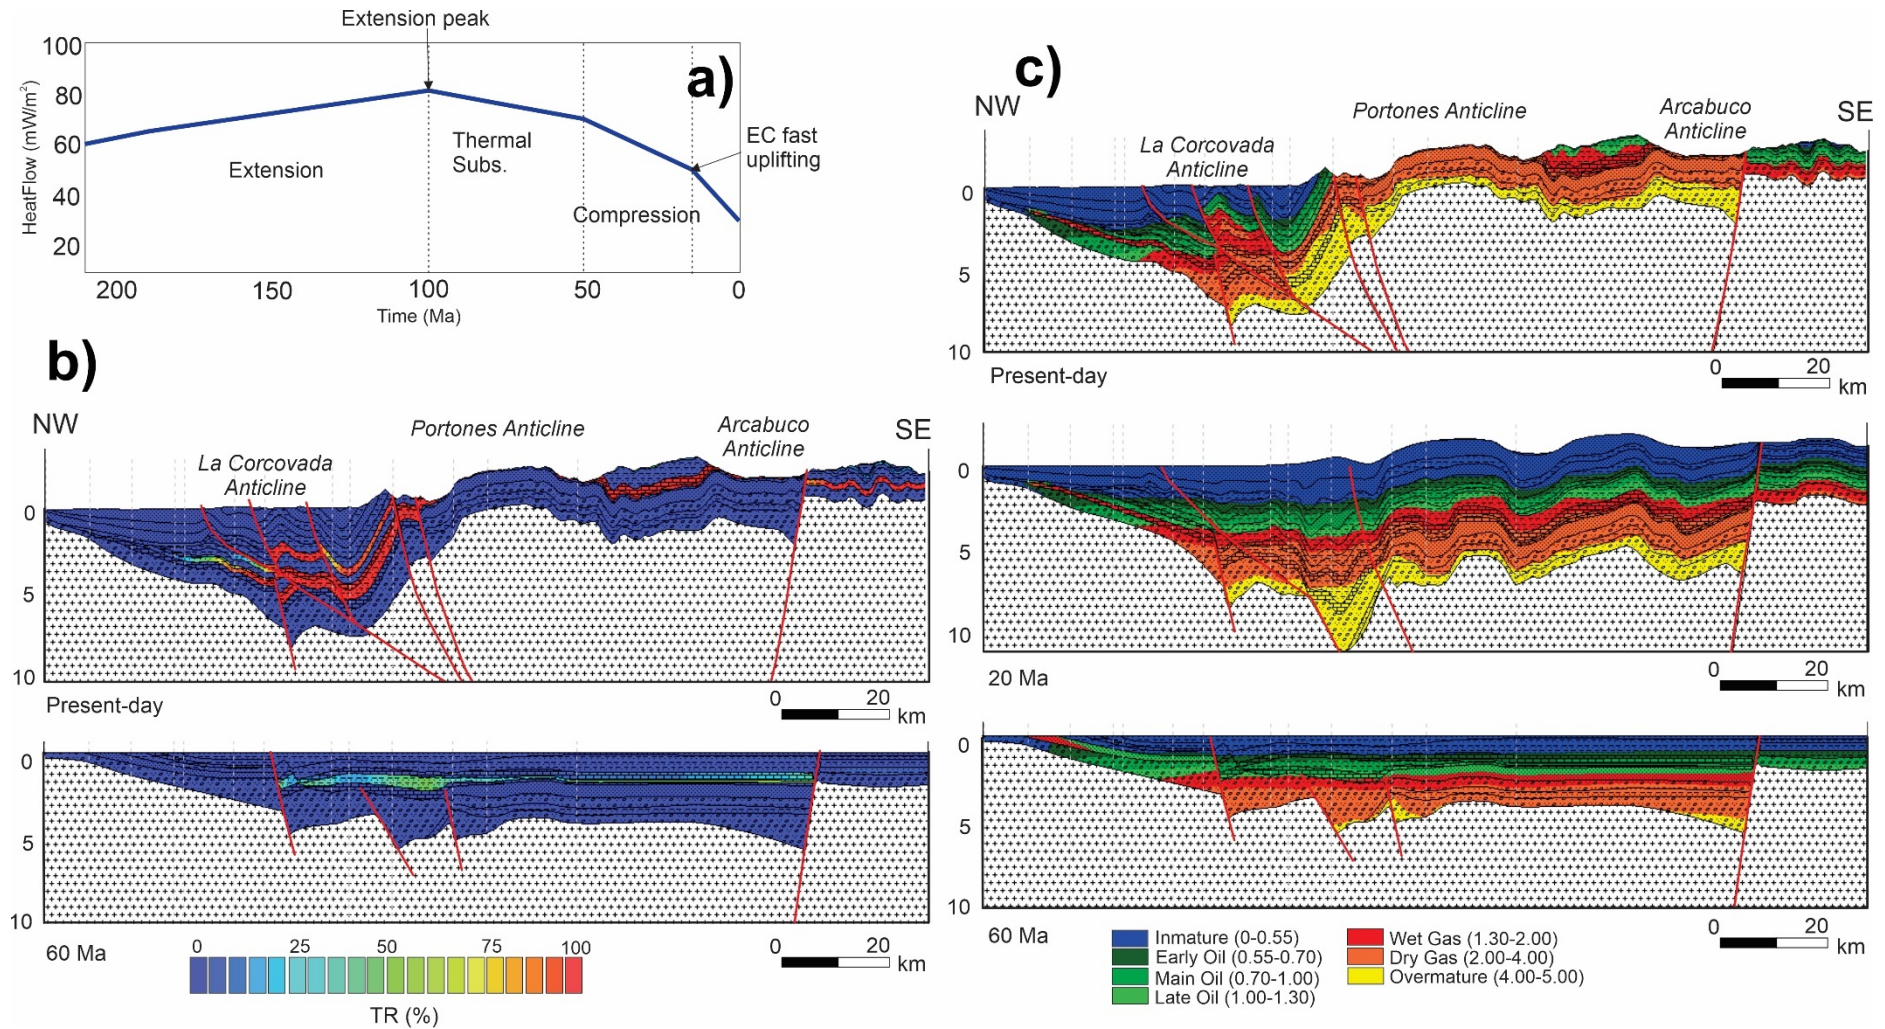 Extension peak
a)
100
80
60
40
20
HeatFlow (mW/m²)
Extension
Thermal
Subs.
Compression
EC fast
uplifting
200
150
100
50
0
Time (Ma)
b)
NW
La Corcovada
Anticline
Portones Anticline
Arcabuco
Anticline
SE
0
5
10
Present-day
0
20
km
0
5
10
60 Ma
0
20
km
0
25
50
75
100
TR (%)
c)
NW
La Corcovada
Anticline
Portones Anticline
Arcabuco
Anticline
SE
0
5
10
Present-day
0
20
km
0
5
10
20 Ma
0
20
km
0
5
10
60 Ma
0
20
km
Inmature (0-0.55)
Early Oil (0.55-0.70)
Main Oil (0.70-1.00)
Late Oil (1.00-1.30)
Wet Gas (1.30-2.00)
Dry Gas (2.00-4.00)
Overmature (4.00-5.00)